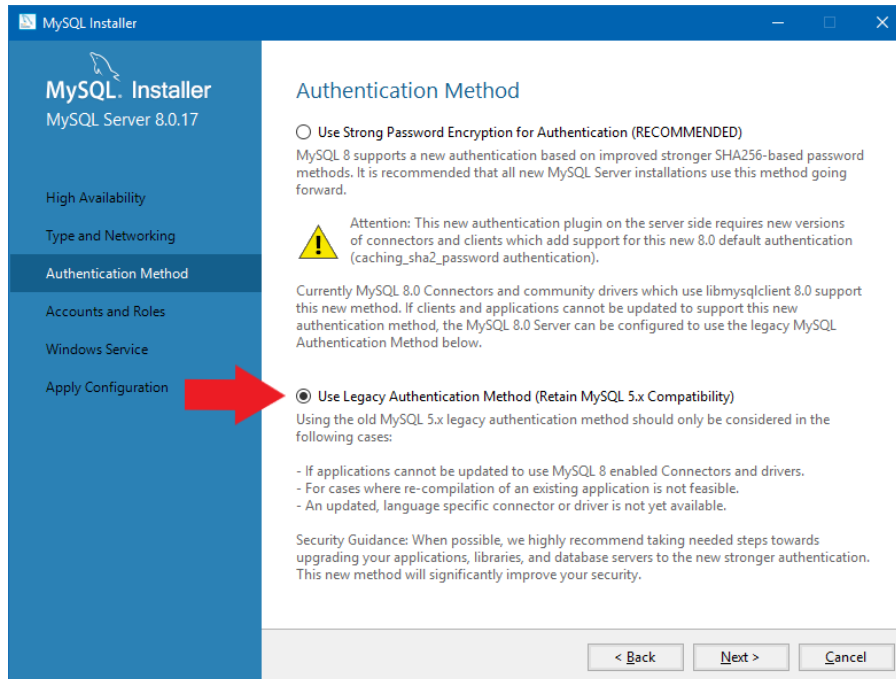 MySQL Installer
MySQL. Installer
MySQL Server 8.0.17
High Availability
Type and Networking
Authentication Method
Accounts and Roles
Windows Service
Apply Configuration
Authentication Method
Use Strong Password Encryption for Authentication (RECOMMENDED)
MySQL 8 supports a new authentication based on improved stronger SHA256-based password
methods. It is recommended that all new MySQL Server installations use this method going
forward.
Attention: This new authentication plugin on the server side requires new versions
of connectors and clients which add support for this new 8.0 default authentication
(caching_sha2_password authentication).
Currently MySQL 8.0 Connectors and community drivers which use libmysqlclient 8.0 support
this new method. If clients and applications cannot be updated to support this new
authentication method, the MySQL 8.0 Server can be configured to use the legacy MySQL
Authentication Method below.
Use Legacy Authentication Method (Retain MySQL 5.x Compatibility)
Using the old MySQL 5.x legacy authentication method should only be considered in the
following cases:
- If applications cannot be updated to use MySQL 8 enabled Connectors and drivers.
- For cases where re-compilation of an existing application is not feasible.
- An updated, language specific connector or driver is not yet available.
Security Guidance: When possible, we highly recommend taking needed steps towards
upgrading your applications, libraries, and database servers to the new stronger authentication.
This new method will significantly improve your security.
< Back
Next >
Cancel